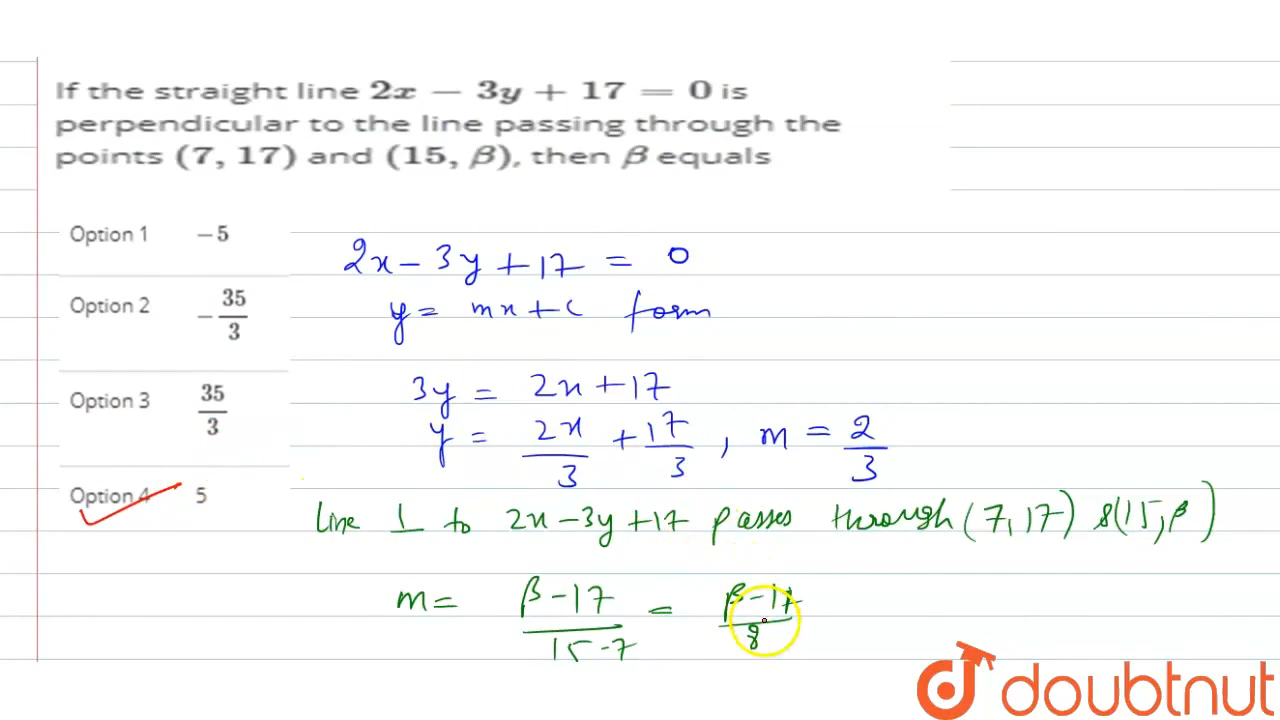 If the straight line 2x − 3y + 17 = 0 is
perpendicular to the line passing through the
points (7, 17) and (15, β), then β equals
Option 1 −5
Option 2 −35/3
Option 3 35/3
Option 4 5
2x − 3y + 17 = 0
y = mx + c form
3y = 2x + 17
y = 2x/3 + 17/3 , m = 2/3
Line ⊥ to 2x − 3y + 17 passes through (7, 17) & (15, β)
m = β − 17/15 - 7 = β − 17/8
doubtnut